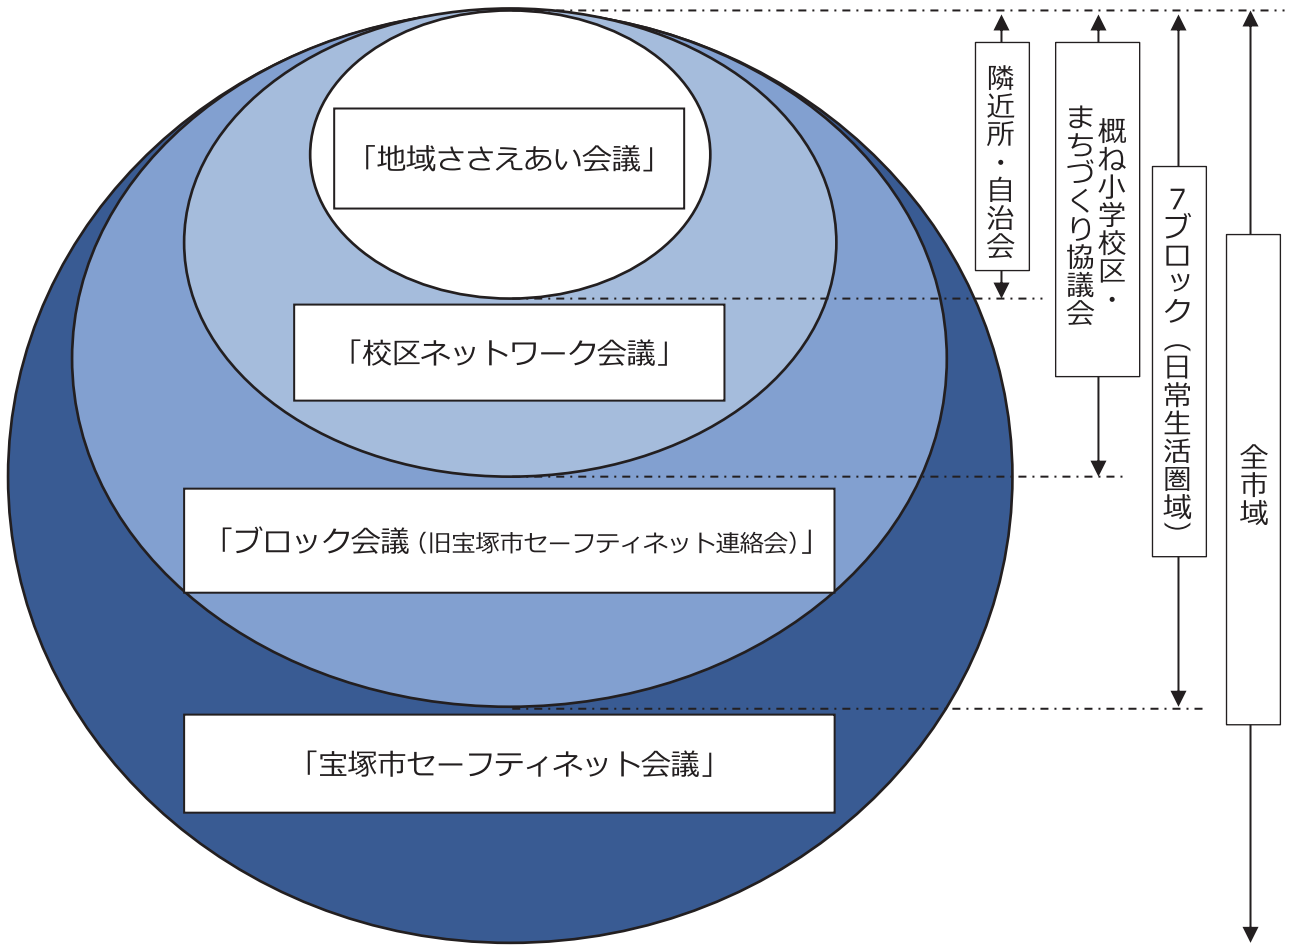 「地域ささえあい会議」
「校区ネットワーク会議」
「ブロック会議（旧宝塚市セーフティネット連絡会）」
「宝塚市セーフティネット会議」
隣近所・自治会
概ね小学校区・
まちづくり協議会
7ブロック（日常生活圏域）
全市域